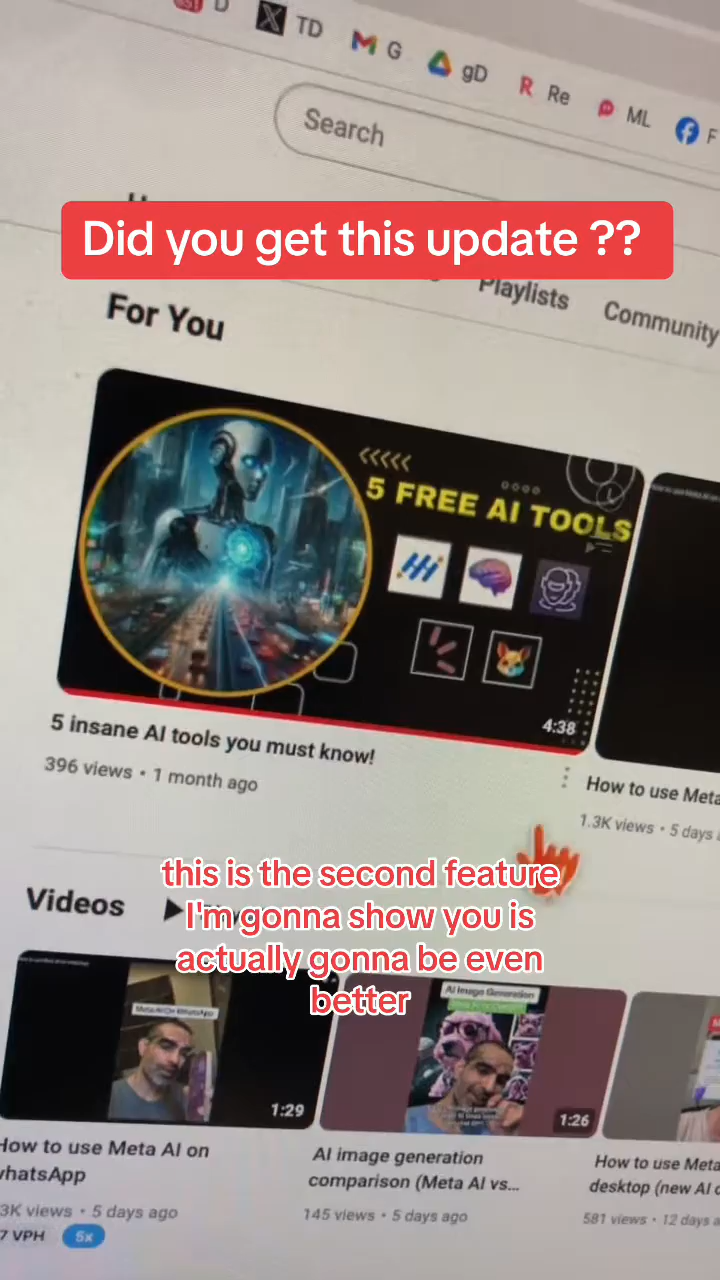 D
TD
G
gD
Re
ML
F
Search
Did you get this update ??
Playlists
Community
For You
5 FREE AI TOOLS
4:38
5 insane AI tools you must know!
396 views • 1 month ago
How to use Meta
1.3K views • 5 days
this is the second feature
I'm gonna show you is
actually gonna be even
better
Videos
Meta AI On WhatsApp
1:29
AI Image Generation
1:26
How to use Meta AI on
WhatsApp
3K views • 5 days ago
7 VPH
5x
AI image generation
comparison (Meta AI vs...
145 views • 5 days ago
How to use Meta
desktop (new AI
581 views • 12 days